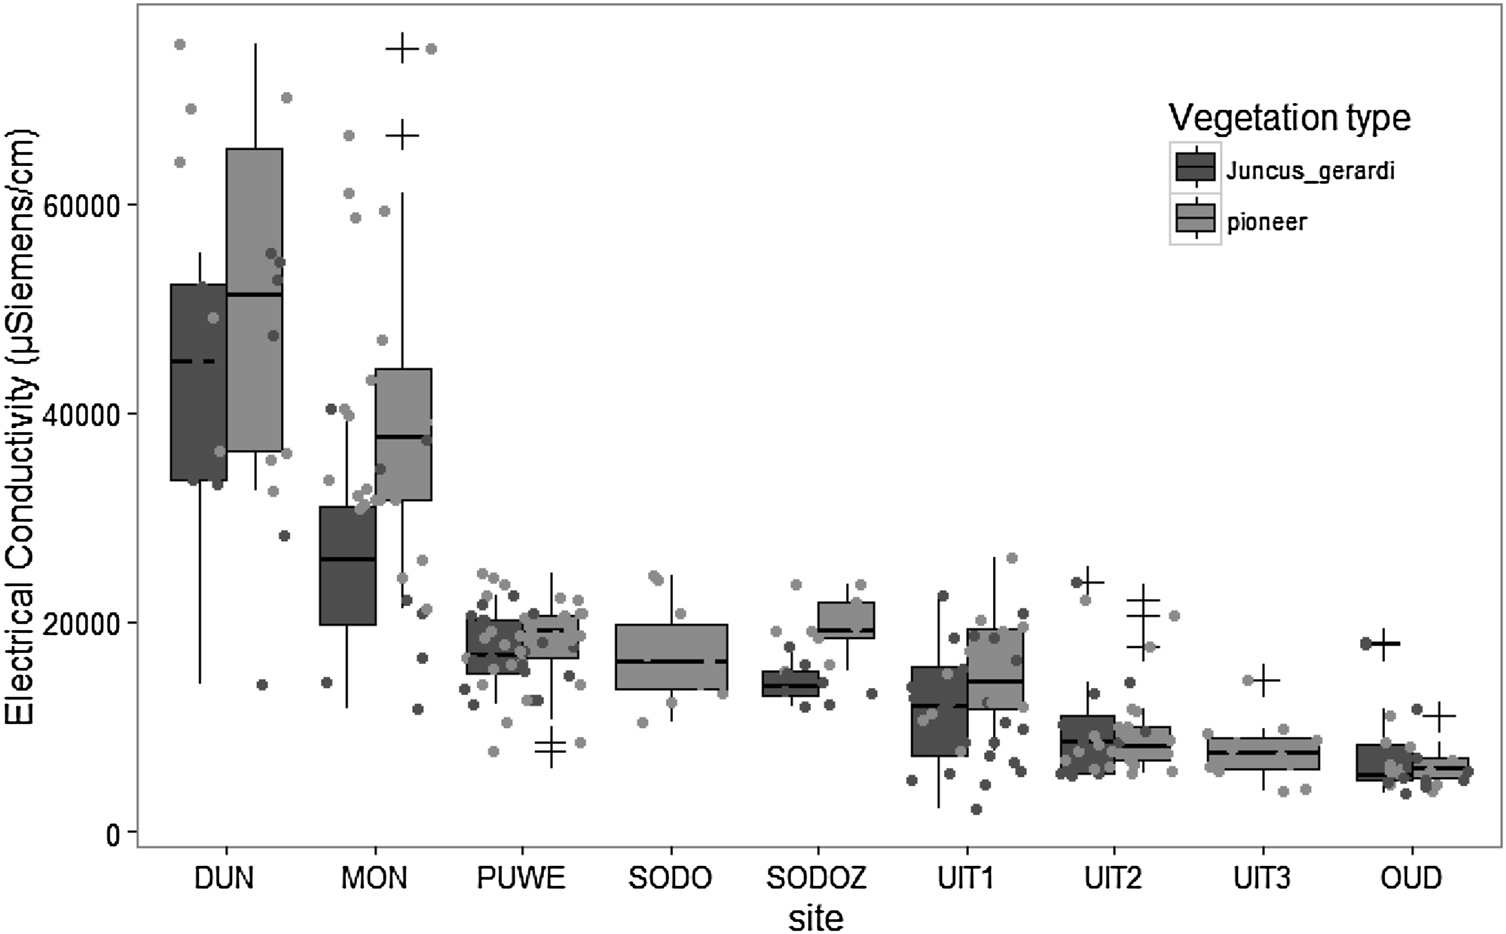 Electrical Conductivity (µSiemens/cm)
60000
40000
20000
0
Vegetation type
Juncus_gerardi
pioneer
DUN MON PUWE SODO SODOZ UIT1 UIT2 UIT3 OUD
site